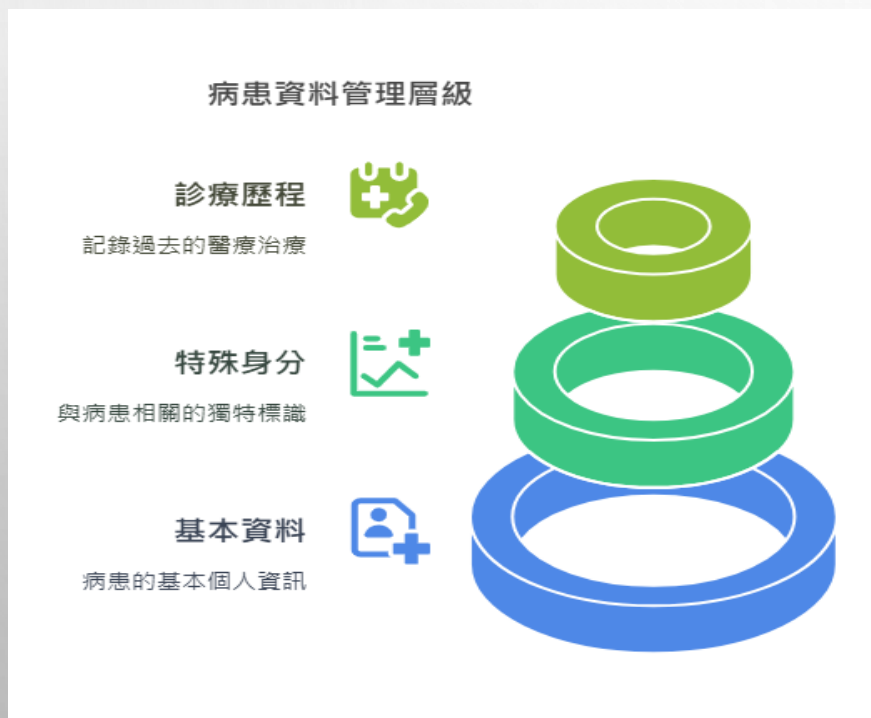 病患資料管理層級
診療歷程
記錄過去的醫療治療
特殊身分
與病患相關的獨特標識
基本資料
病患的基本個人資訊